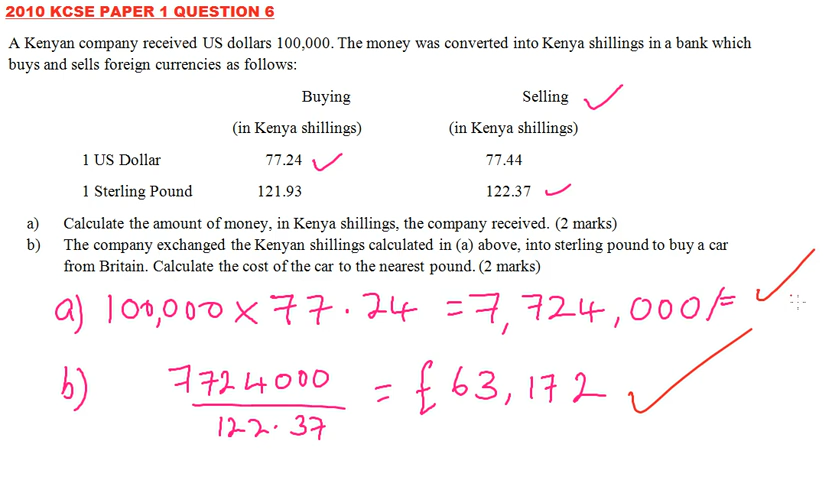 2010 KCSE PAPER 1 QUESTION 6
A Kenyan company received US dollars 100,000. The money was converted into Kenya shillings in a bank which
buys and sells foreign currencies as follows:
Buying Selling
(in Kenya shillings) (in Kenya shillings)
1 US Dollar 77.24 77.44
1 Sterling Pound 121.93 122.37
a) Calculate the amount of money, in Kenya shillings, the company received. (2 marks)
b) The company exchanged the Kenyan shillings calculated in (a) above, into sterling pound to buy a car
from Britain. Calculate the cost of the car to the nearest pound. (2 marks)
a) 100,000 × 77.24 = 7,724,000/=
b) 7724000
= £ 63,172
122.37